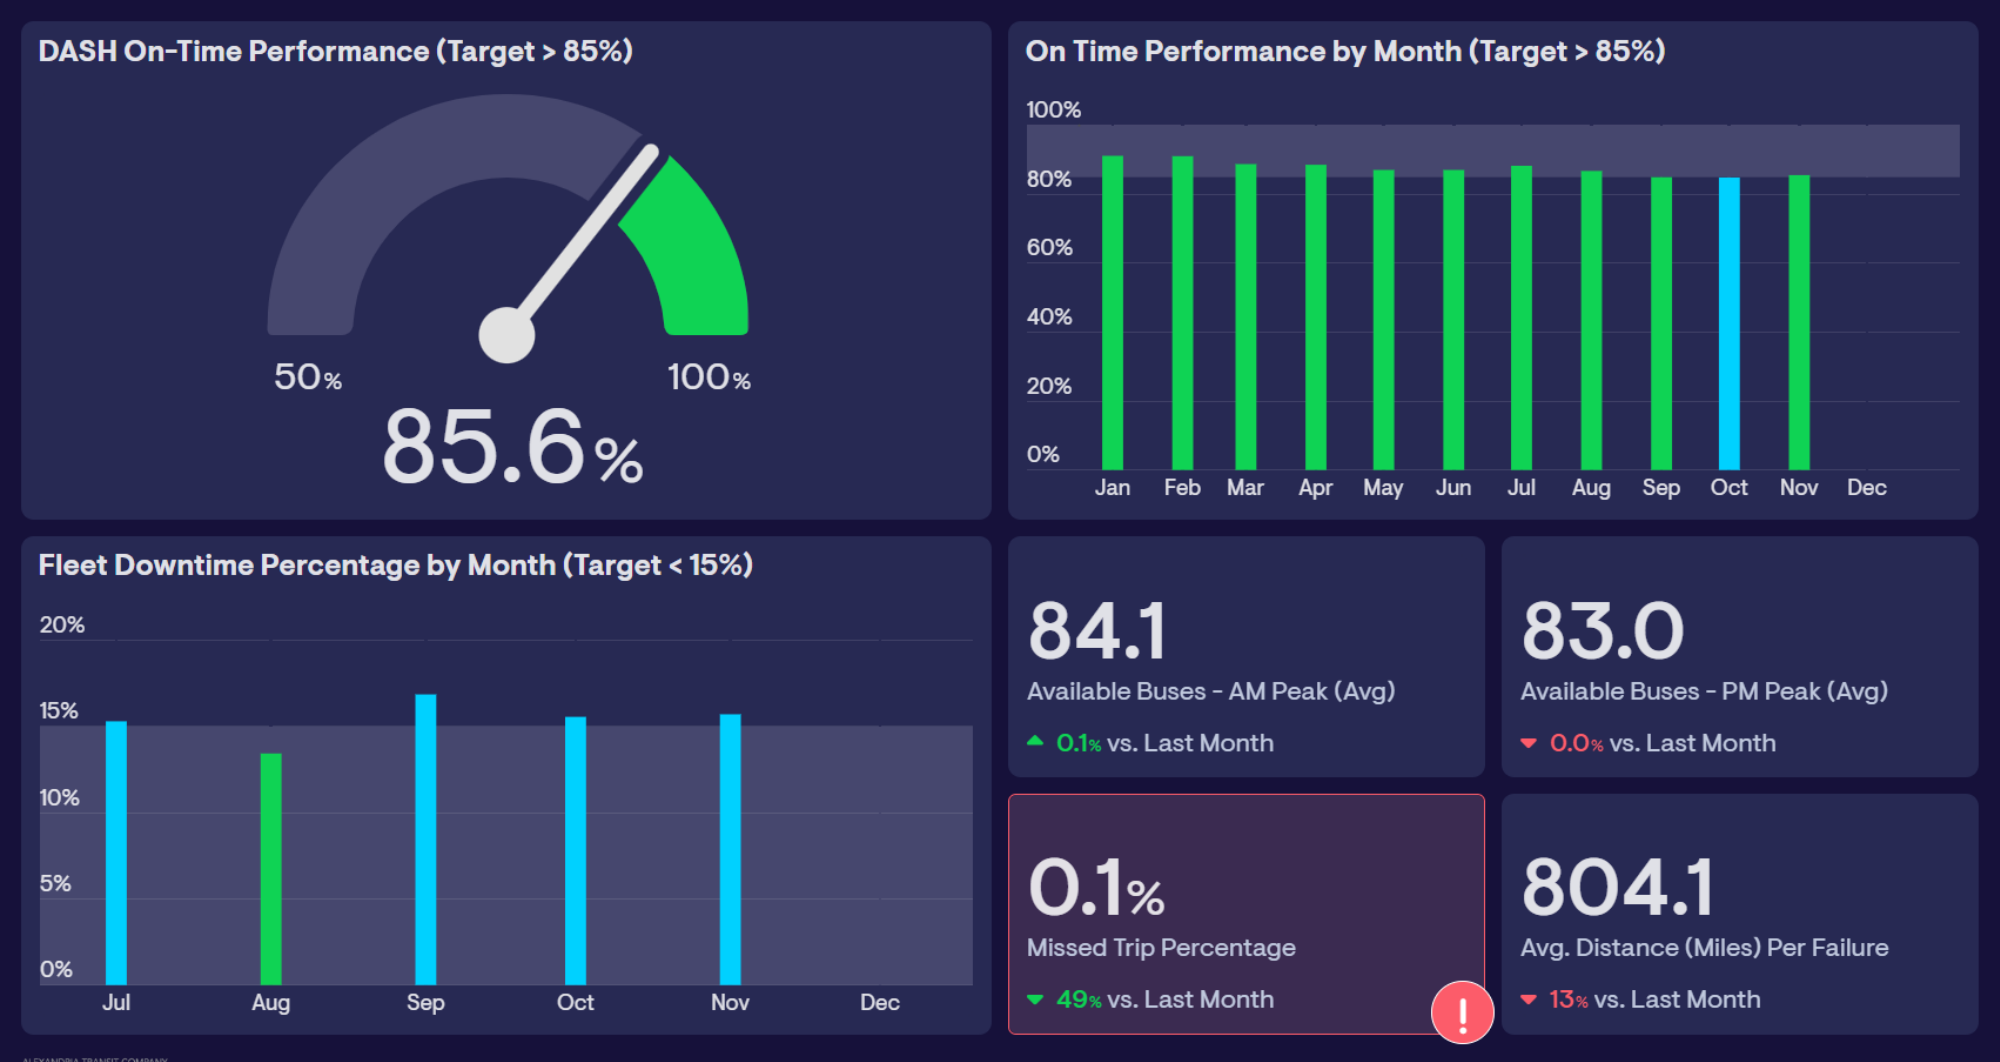 DASH On-Time Performance (Target > 85%)
50%
100%
85.6%
On Time Performance by Month (Target > 85%)
100%
80%
60%
40%
20%
0%
Jan Feb Mar Apr May Jun Jul Aug Sep Oct Nov Dec
Fleet Downtime Percentage by Month (Target < 15%)
20%
15%
10%
5%
0%
Jul Aug Sep Oct Nov Dec
84.1
Available Buses - AM Peak (Avg)
0.1% vs. Last Month
83.0
Available Buses - PM Peak (Avg)
0.0% vs. Last Month
0.1%
Missed Trip Percentage
49% vs. Last Month
!
804.1
Avg. Distance (Miles) Per Failure
13% vs. Last Month
ALEXANDRIA TRANSIT COMPANY